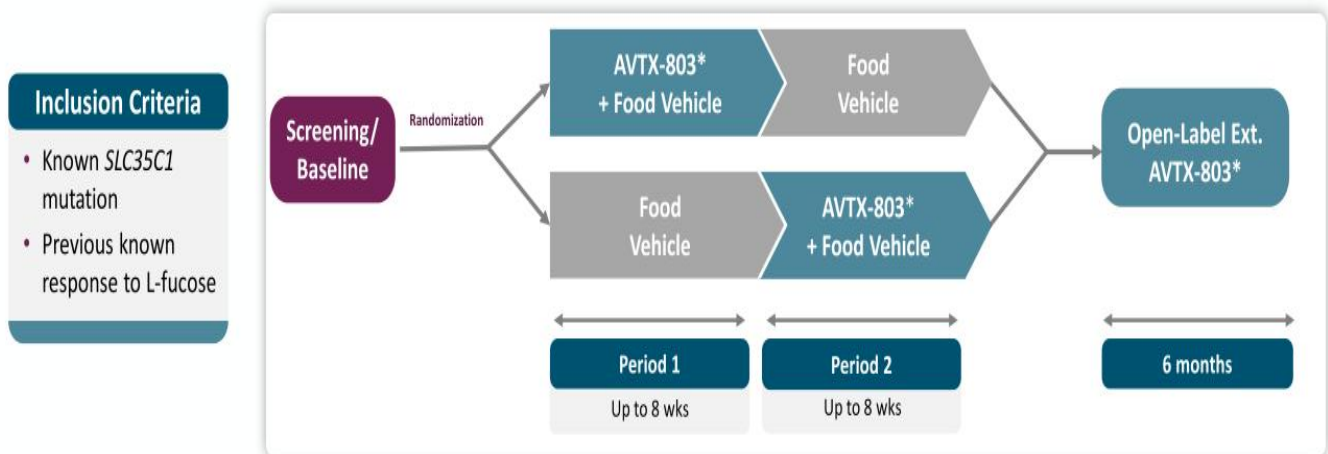 Inclusion Criteria
• Known SLC35C1
mutation
• Previous known
response to L-fucose
Screening/
Baseline
Randomization
AVTX-803*
+ Food Vehicle
Food
Vehicle
Food
Vehicle
AVTX-803*
+ Food Vehicle
Open-Label Ext.
AVTX-803*
Period 1
Up to 8 wks
Period 2
Up to 8 wks
6 months